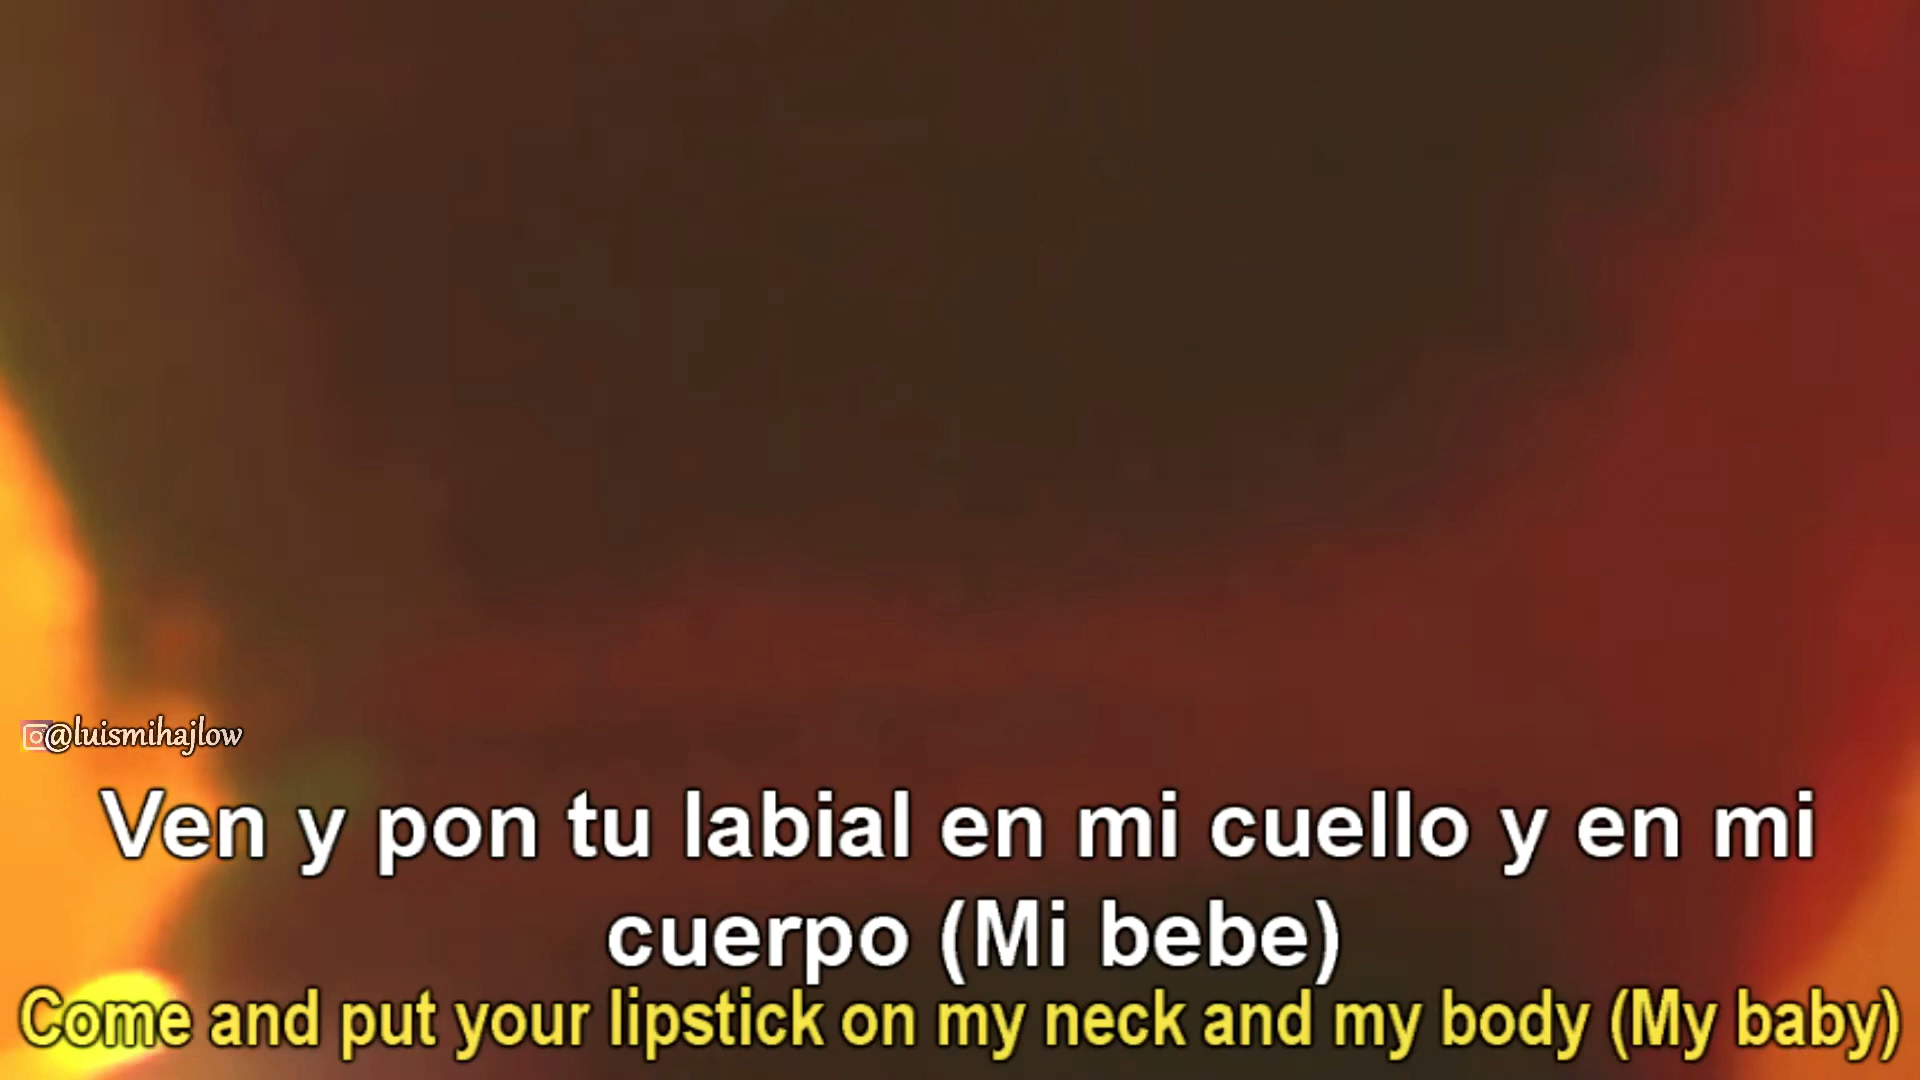 @luismihajlow
Ven y pon tu labial en mi cuello y en mi
cuerpo (Mi bebe)
Come and put your lipstick on my neck and my body (My baby)